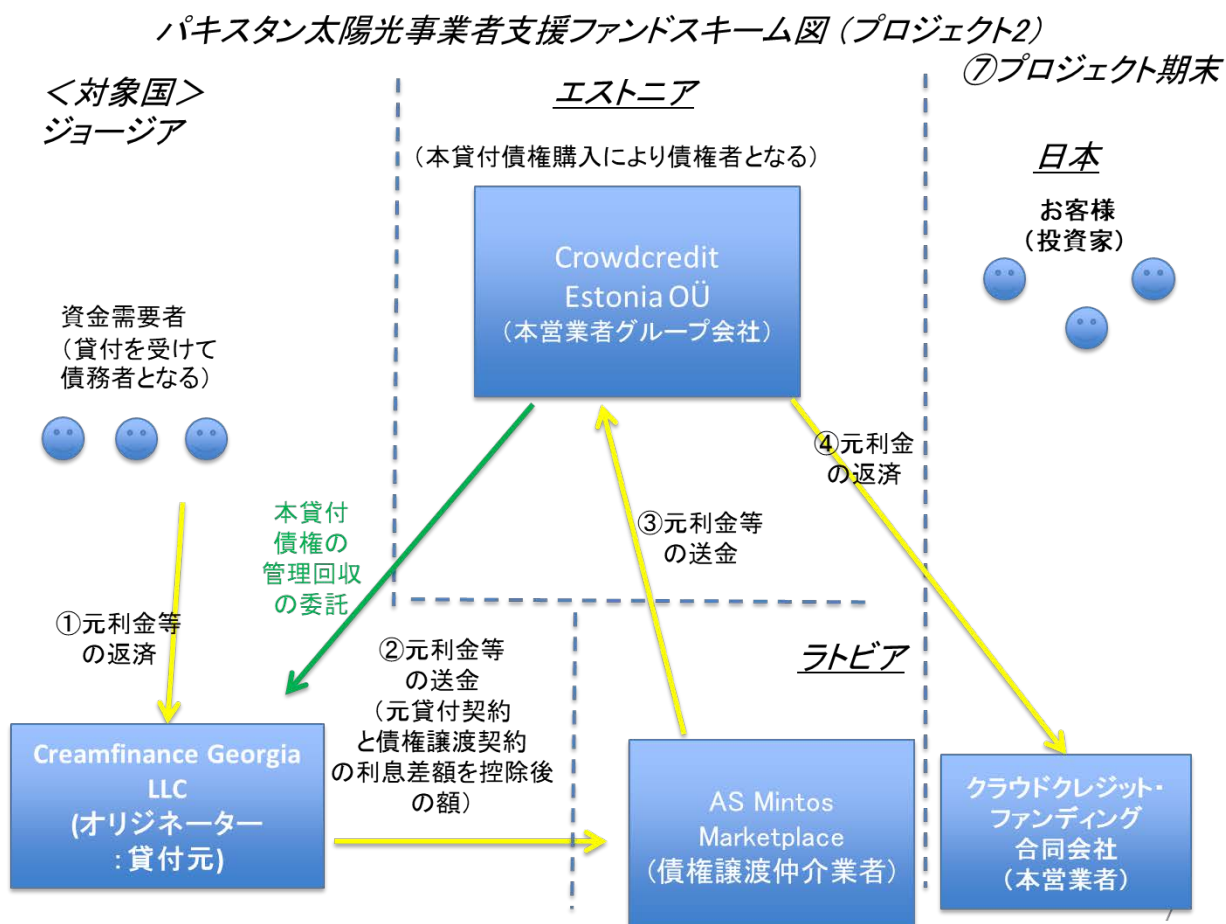 パキスタン太陽光事業者支援ファンドスキーム図（プロジェクト2）
⑦プロジェクト期末
＜対象国＞
ジョージア
エストニア
（本貸付債権購入により債権者となる）
日本
お客様
（投資家）
Crowdcredit
Estonia OÜ
（本営業者グループ会社）
資金需要者
（貸付を受けて
債務者となる）
④元利金
の返済
本貸付
債権の
管理回収
の委託
③元利金等
の送金
①元利金等
の返済
②元利金等
の送金
（元貸付契約
と債権譲渡契約
の利息差額を控除後
の額）
ラトビア
Creamfinance Georgia
LLC
(オリジネーター
：貸付元)
AS Mintos
Marketplace
（債権譲渡仲介業者）
クラウドクレジット・
ファンディング
合同会社
（本営業者）